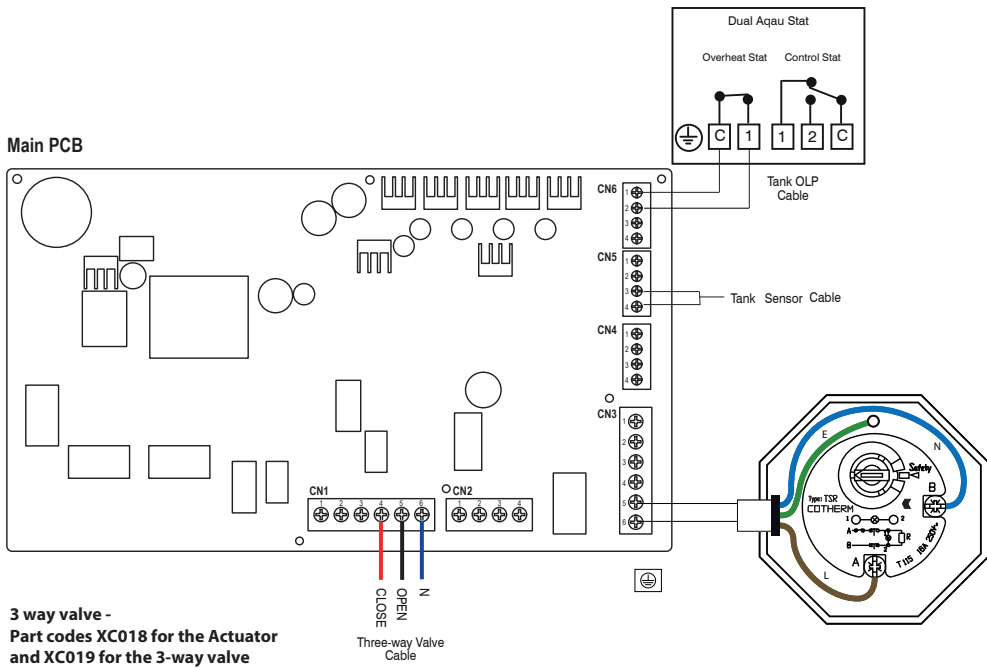 Dual Aqau Stat
Overheat Stat Control Stat
C 1 1 2 C
Main PCB
Tank OLP
Cable
CN6
1
2
3
4
CN5
1
2
3
4
Tank Sensor Cable
CN4
1
2
3
4
CN3
1
2
3
4
5
6
CN1
1 2 3 4 5 6
CN2
1 2 3 4
CLOSE
OPEN
N
Three-way Valve
Cable
E
N
Safety
B
Type: TSR
COTHERM
1 2
A
R
B
2
T 115 16A 250V~
A
L
3 way valve -
Part codes XC018 for the Actuator
and XC019 for the 3-way valve